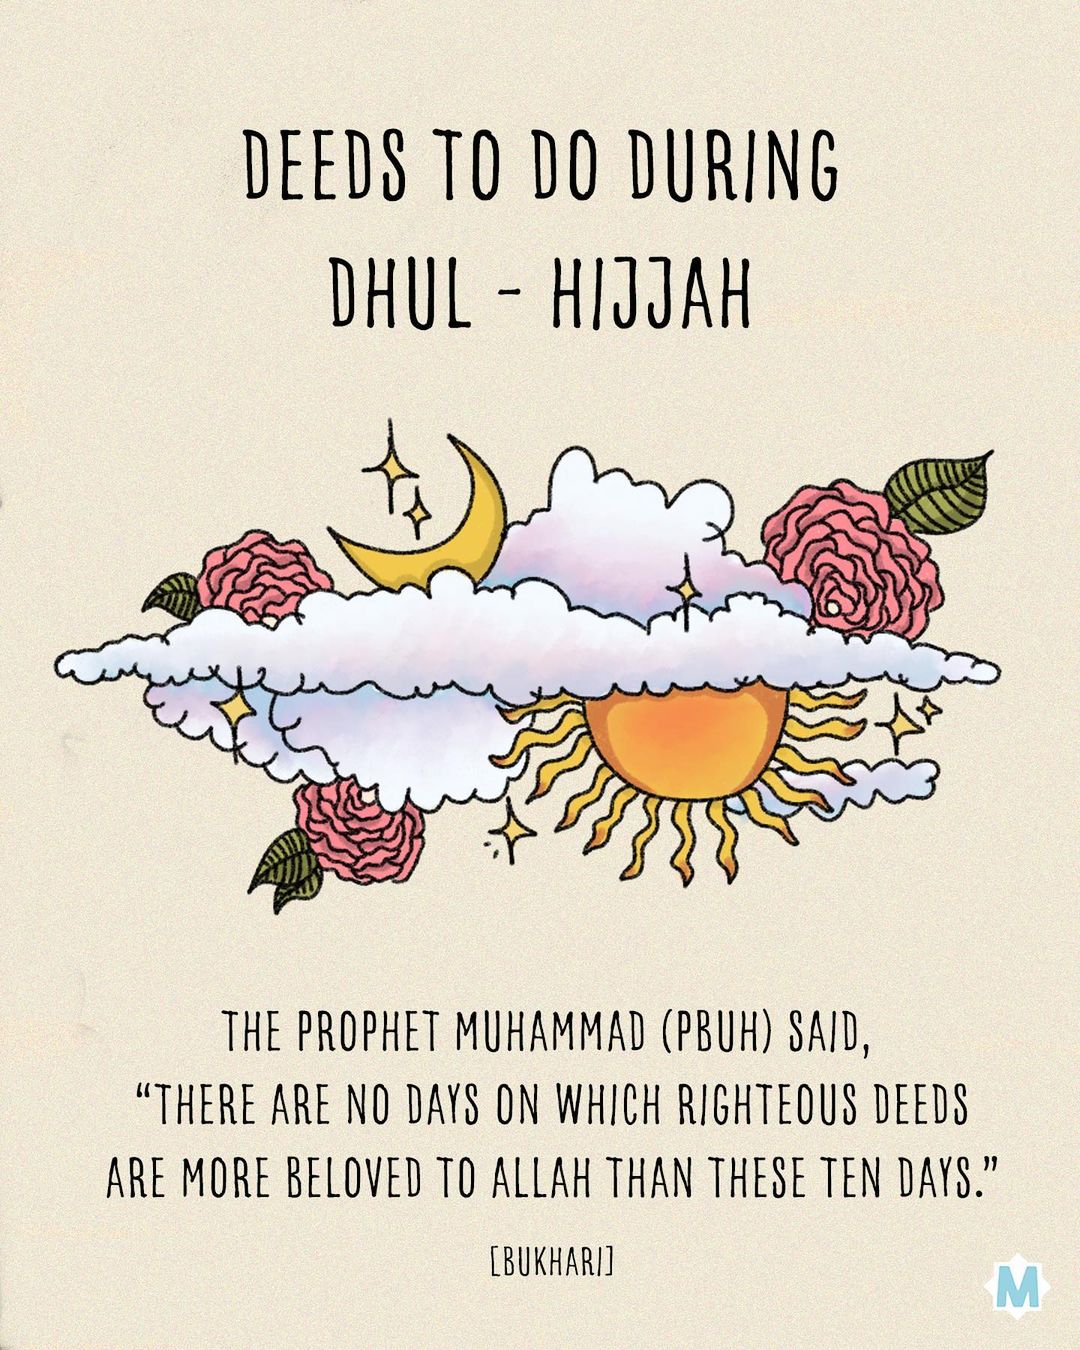 DEEDS TO DO DURING
DHUL - HIJJAH
THE PROPHET MUHAMMAD (PBUH) SAID,
“THERE ARE NO DAYS ON WHICH RIGHTEOUS DEEDS
ARE MORE BELOVED TO ALLAH THAN THESE TEN DAYS.”
[BUKHARI]
M